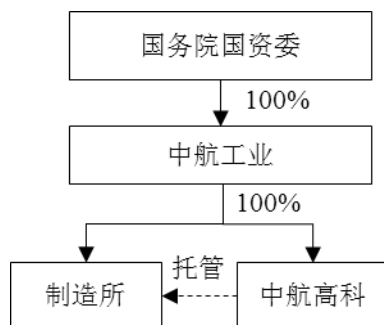 国务院国资委
100%
中航工业
100%
托管
制造所
中航高科